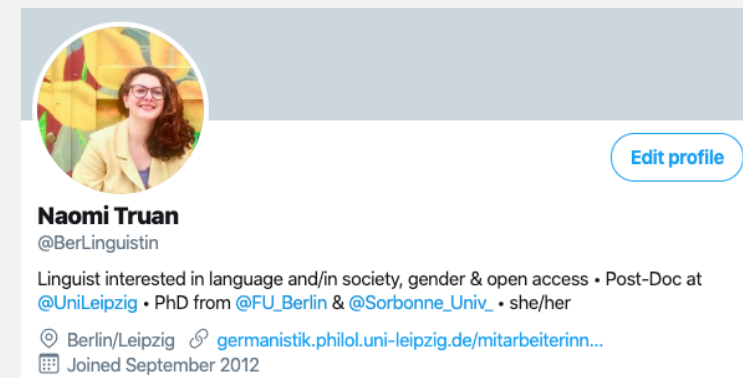 Edit profile
Naomi Truan
@BerLinguistin
Linguist interested in language and/in society, gender & open access • Post-Doc at
@UniLeipzig • PhD from @FU_Berlin & @Sorbonne_Univ_ • she/her
Berlin/Leipzig germanistik.philol.uni-leipzig.de/mitarbeiterinn...
Joined September 2012